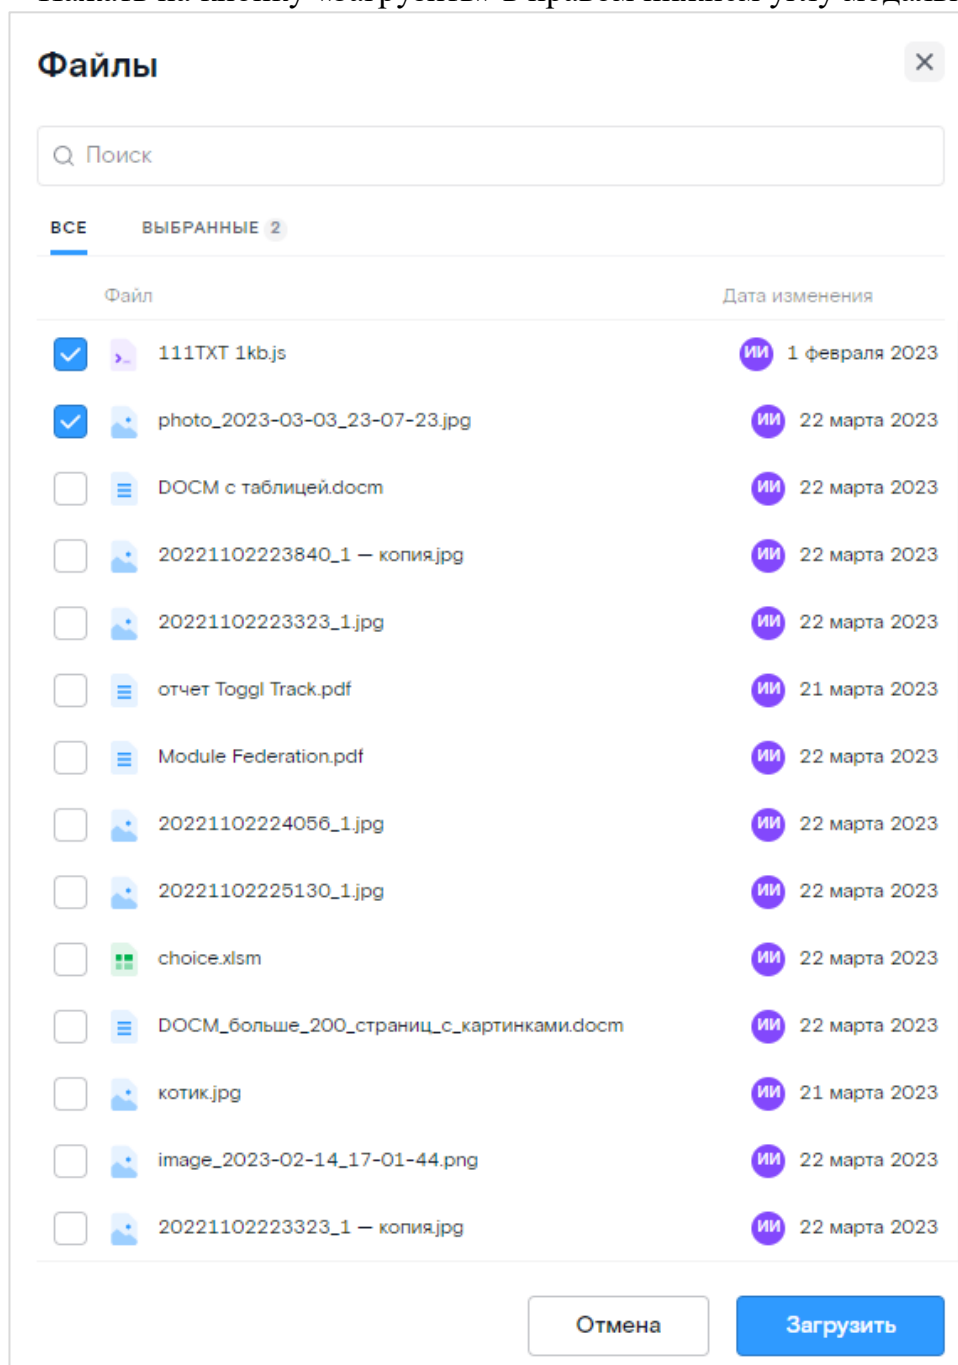 Файлы
Поиск
ВСЕ ВЫБРАННЫЕ 2
Файл Дата изменения
111TXT 1kb.js ИИ 1 февраля 2023
photo_2023-03-03_23-07-23.jpg ИИ 22 марта 2023
DOCM с таблицей.docm ИИ 22 марта 2023
20221102223840_1 — копия.jpg ИИ 22 марта 2023
20221102223323_1.jpg ИИ 22 марта 2023
отчет Toggl Track.pdf ИИ 21 марта 2023
Module Federation.pdf ИИ 22 марта 2023
20221102224056_1.jpg ИИ 22 марта 2023
20221102225130_1.jpg ИИ 22 марта 2023
choice.xlsm ИИ 22 марта 2023
DOCM_больше_200_страниц_с_картинками.docm ИИ 22 марта 2023
котик.jpg ИИ 21 марта 2023
image_2023-02-14_17-01-44.png ИИ 22 марта 2023
20221102223323_1 — копия.jpg ИИ 22 марта 2023
Отмена Загрузить